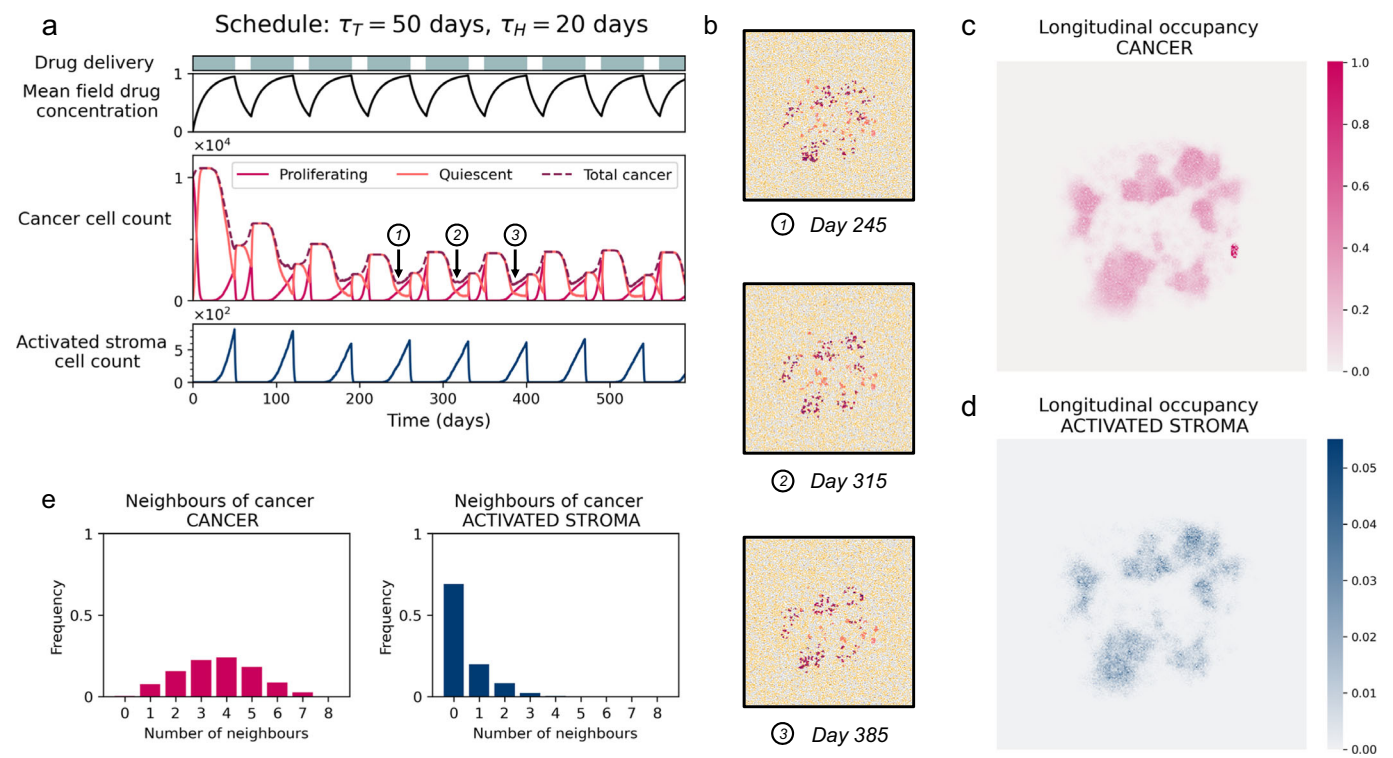 a
Schedule: τ_T = 50 days, τ_H = 20 days
Drug delivery
Mean field drug
concentration
1
0
×10⁴
Proliferating
Quiescent
Total cancer
Cancer cell count
1
0
1
2
3
×10²
Activated stroma
cell count
5
0
0
100
200
300
400
500
Time (days)
b
1 Day 245
2 Day 315
3 Day 385
c
Longitudinal occupancy
CANCER
1.0
0.8
0.6
0.4
0.2
0.0
d
Longitudinal occupancy
ACTIVATED STROMA
0.05
0.04
0.03
0.02
0.01
0.00
e
Neighbours of cancer
CANCER
Frequency
1
0.5
0
0 1 2 3 4 5 6 7 8
Number of neighbours
Neighbours of cancer
ACTIVATED STROMA
Frequency
1
0.5
0
0 1 2 3 4 5 6 7 8
Number of neighbours